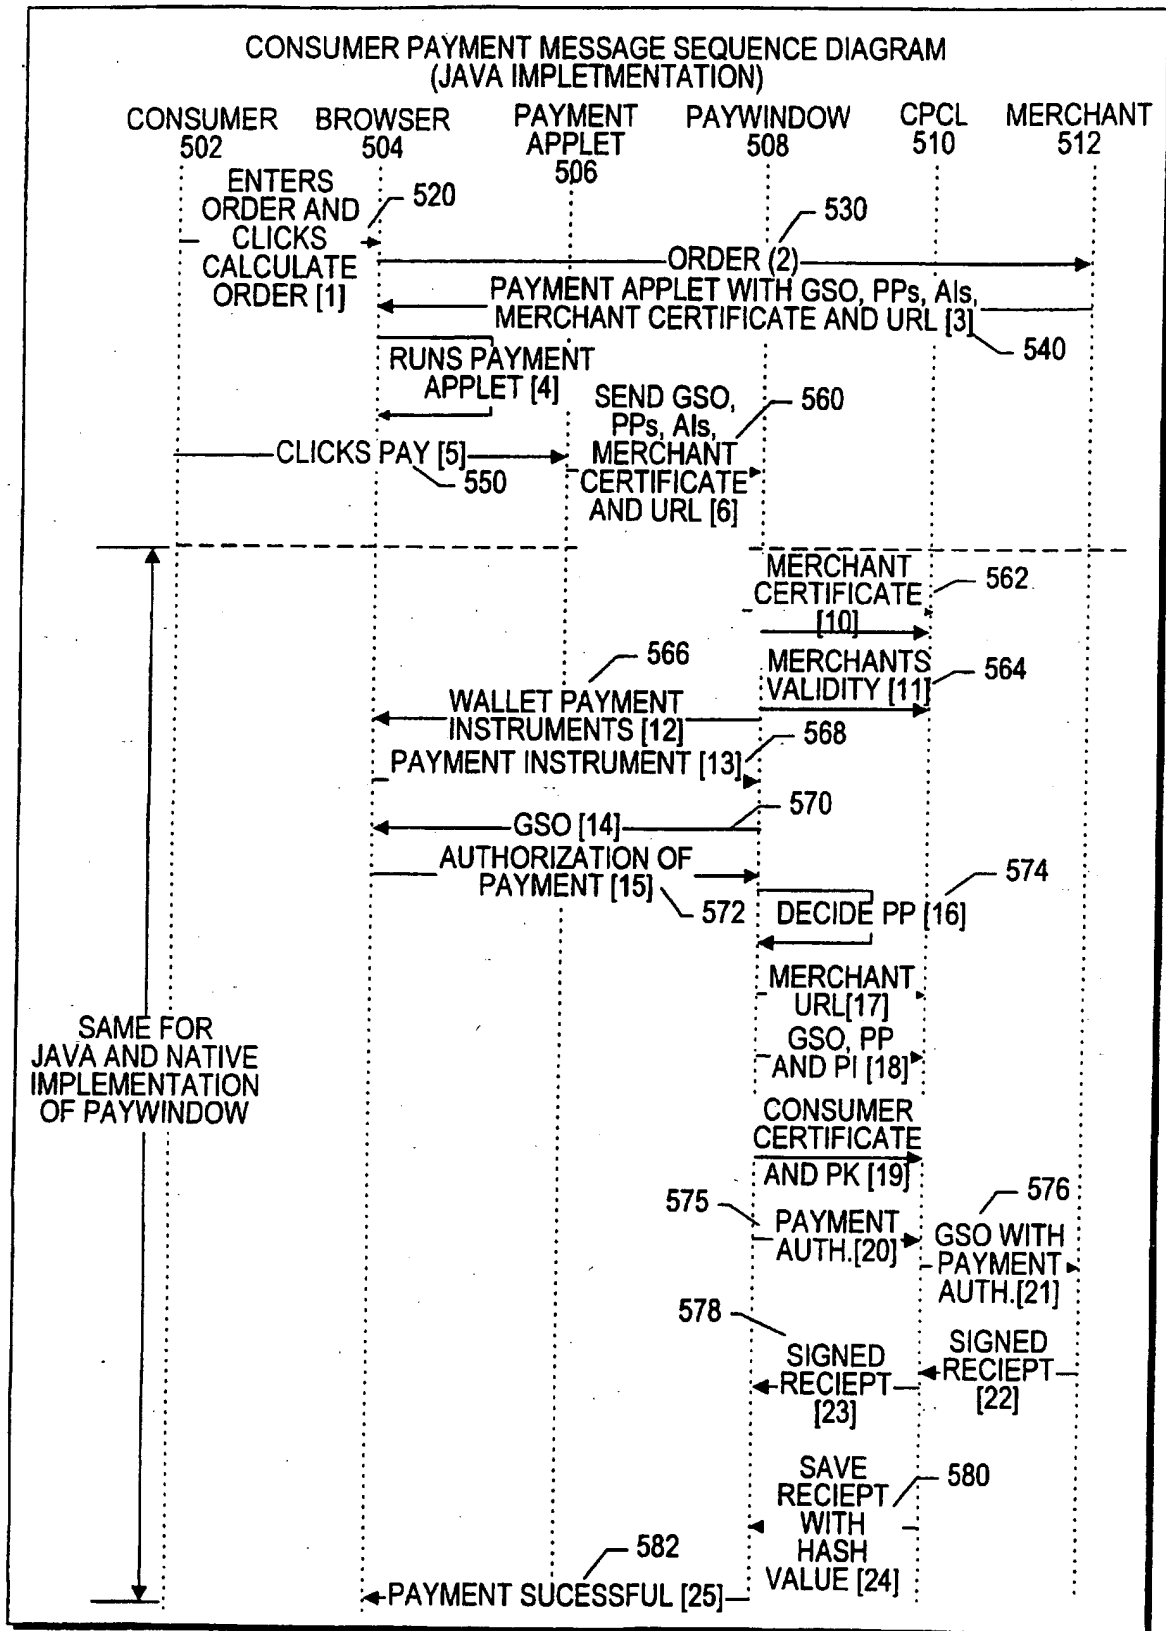 CONSUMER PAYMENT MESSAGE SEQUENCE DIAGRAM
(JAVA IMPLETMENTATION)
CONSUMER
502
BROWSER
504
PAYMENT
APPLET
506
PAYWINDOW
508
CPCL
510
MERCHANT
512
ENTERS
ORDER AND
CLICKS
CALCULATE
ORDER [1]
520
530
ORDER (2)
PAYMENT APPLET WITH GSO, PPs, AIs,
MERCHANT CERTIFICATE AND URL [3]
540
RUNS PAYMENT
APPLET [4]
SEND GSO,
PPs, AIs,
MERCHANT
CERTIFICATE
AND URL [6]
560
CLICKS PAY [5]
550
MERCHANT
CERTIFICATE
[10]
562
566
MERCHANTS
VALIDITY [11]
564
WALLET PAYMENT
INSTRUMENTS [12]
568
PAYMENT INSTRUMENT [13]
570
GSO [14]
AUTHORIZATION OF
PAYMENT [15]
572
574
DECIDE PP [16]
MERCHANT
URL[17]
GSO, PP
AND PI [18]
SAME FOR
JAVA AND NATIVE
IMPLEMENTATION
OF PAYWINDOW
CONSUMER
CERTIFICATE
AND PK [19]
575
PAYMENT
AUTH.[20]
576
GSO WITH
PAYMENT
AUTH.[21]
578
SIGNED
RECIEPT
[23]
SIGNED
RECIEPT
[22]
SAVE
RECIEPT
WITH
HASH
VALUE [24]
580
582
PAYMENT SUCESSFUL [25]